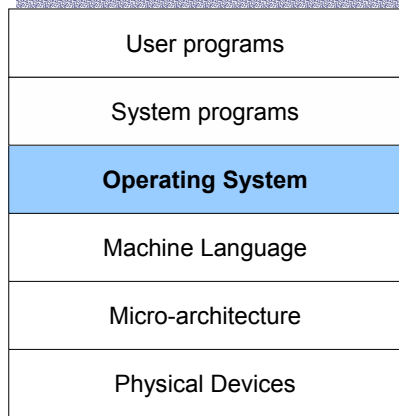 User programs
System programs
Operating System
Machine Language
Micro-architecture
Physical Devices